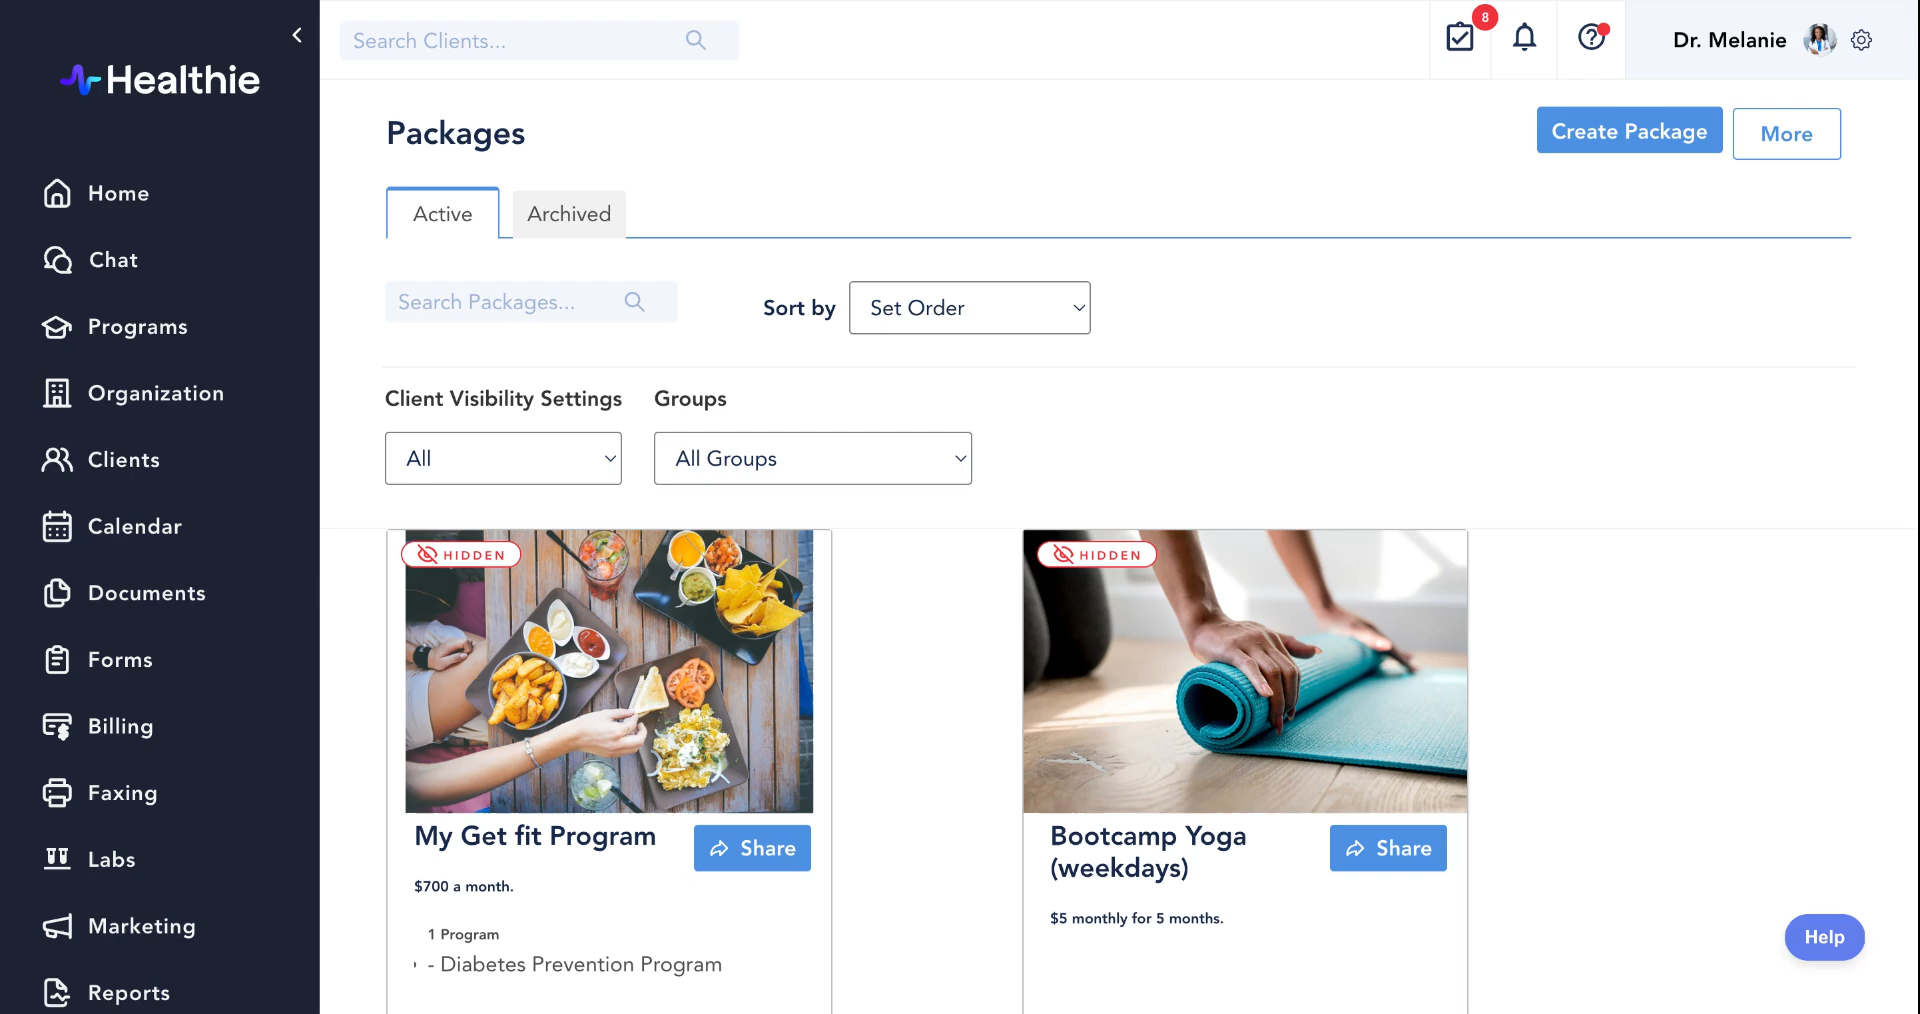 Healthie
Home
Chat
Programs
Organization
Clients
Calendar
Documents
Forms
Billing
Faxing
Labs
Marketing
Reports
Search Clients...
8
Dr. Melanie
Packages
Create Package
More
Active
Archived
Search Packages...
Sort by
Set Order
Client Visibility Settings
Groups
All
All Groups
HIDDEN
My Get fit Program
Share
$700 a month.
1 Program
- Diabetes Prevention Program
HIDDEN
Bootcamp Yoga
(weekdays)
Share
$5 monthly for 5 months.
Help